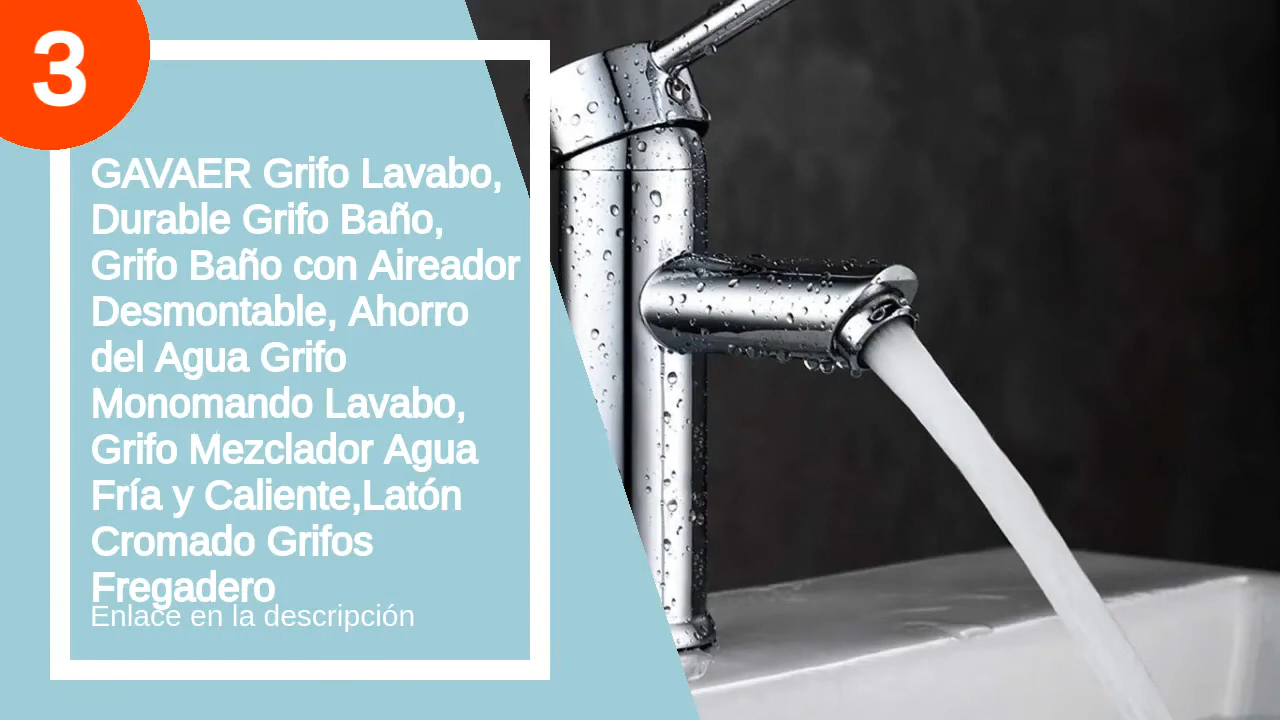 3
GAVAER Grifo Lavabo,
Durable Grifo Baño,
Grifo Baño con Aireador
Desmontable, Ahorro
del Agua Grifo
Monomando Lavabo,
Grifo Mezclador Agua
Fría y Caliente,Latón
Cromado Grifos
Fregadero
Enlace en la descripción